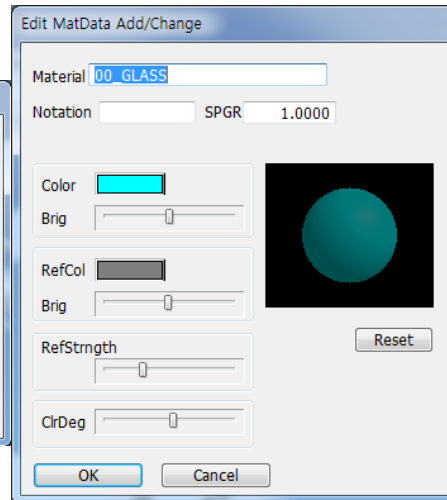 Edit MatData Add/Change
Material 00_GLASS
Notation SPGR 1.0000
Color
Brig
RefCol
Brig
RefStrngth
Reset
ClrDeg
OK Cancel